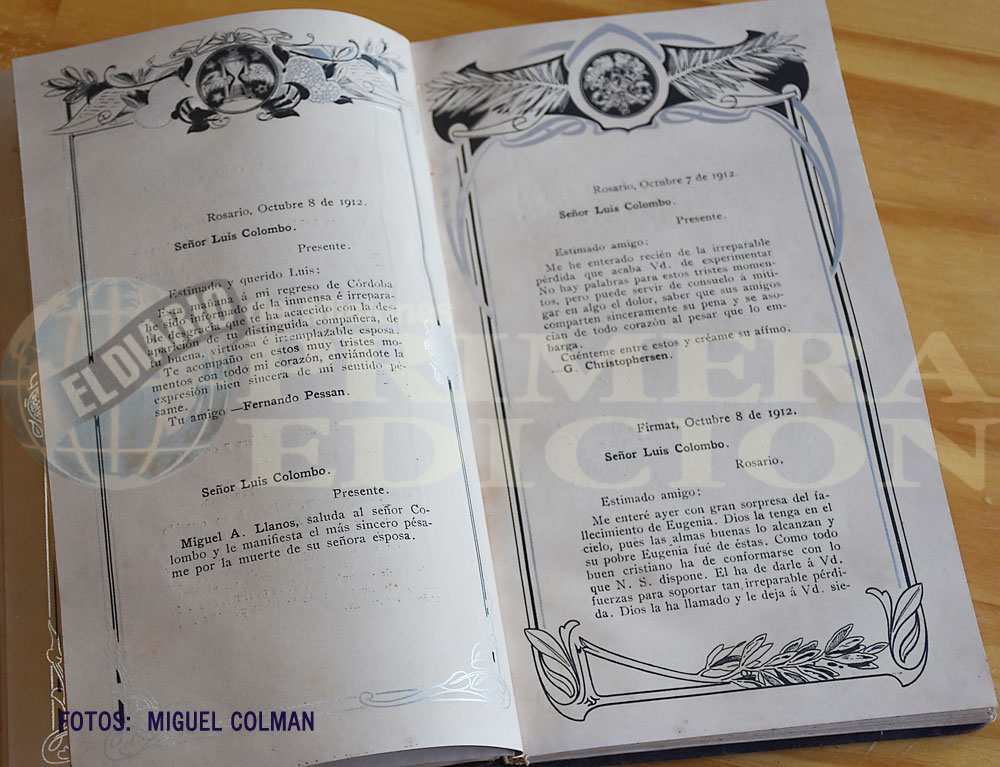 Rosario, Octubre 8 de 1912.
Señor Luis Colombo.
Presente.
Estimado y querido Luis:
Esta mañana á mi regreso de Córdoba
he sido informado de la inmensa é irrepara-
ble desgracia que te ha acaecido con la des-
aparición de tu distinguida compañera, de
tu buena, virtuosa é irremplazable esposa.
Te acompaño en estos muy tristes mo-
mentos con todo mi corazón, enviándote la
expresión bien sincera de mi sentido pé-
same.
Tu amigo —Fernando Pessan.
Señor Luis Colombo.
Presente.
Miguel A. Llanos, saluda al señor Co-
lombo y le manifiesta el más sincero pésa-
me por la muerte de su señora esposa.
Rosario, Octubre 7 de 1912.
Señor Luis Colombo.
Presente.
Estimado amigo:
Me he enterado recién de la irreparable
pérdida que acaba Vd. de experimentar
No hay palabras para estos tristes momen-
tos, pero puede servir de consuelo á miti-
gar en algo el dolor, saber que sus amigos
comparten sinceramente su pena y se aso-
cian de todo corazón al pesar que lo em-
barga.
Cuénteme entre estos y créame su affmo.
—G. Christophersen.
Firmat, Octubre 8 de 1912.
Señor Luis Colombo.
Rosario.
Estimado amigo:
Me enteré ayer con gran sorpresa del fa-
llecimiento de Eugenia. Dios la tenga en el
cielo, pues las almas buenas lo alcanzan y
su pobre Eugenia fué de éstas. Como todo
buen cristiano ha de conformarse con lo
que N. S. dispone. El ha de darle á Vd.
fuerzas para soportar tan irreparable pérdi-
da. Dios la ha llamado y le deja á Vd. sie-
EL DIARIO
PRIMERA
EDICION
FOTOS: MIGUEL COLMAN